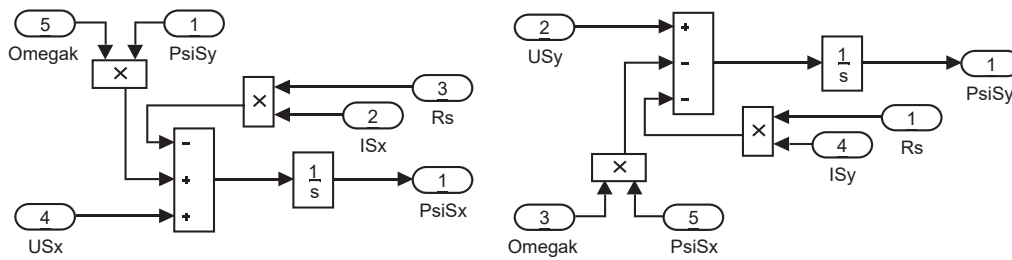 5
Omegak
1
PsiSy
×
×
3
Rs
2
ISx
-
+
+
1
s
1
PsiSx
4
USx
2
USy
+
-
-
1
s
1
PsiSy
×
1
Rs
4
ISy
×
3
Omegak
5
PsiSx